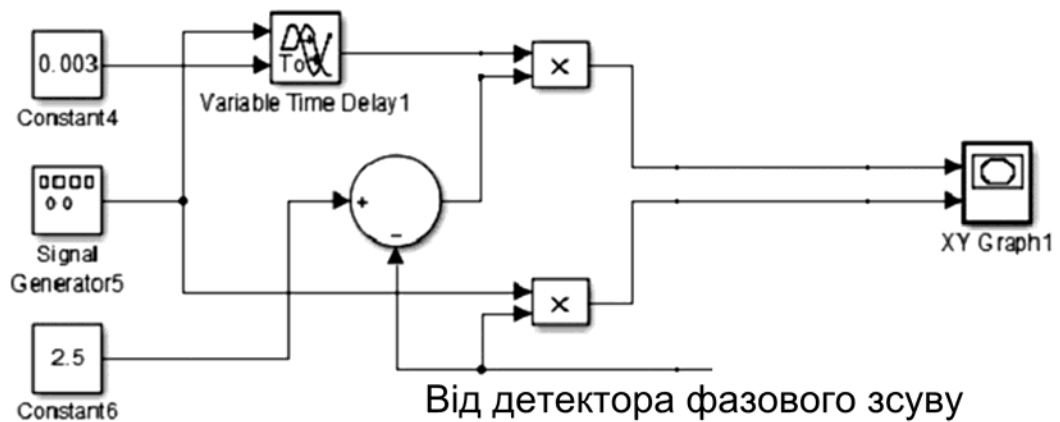 0.003
Constant4
To
Variable Time Delay1
×
+
−
Signal
Generator5
XY Graph1
×
2.5
Constant6
Від детектора фазового зсуву